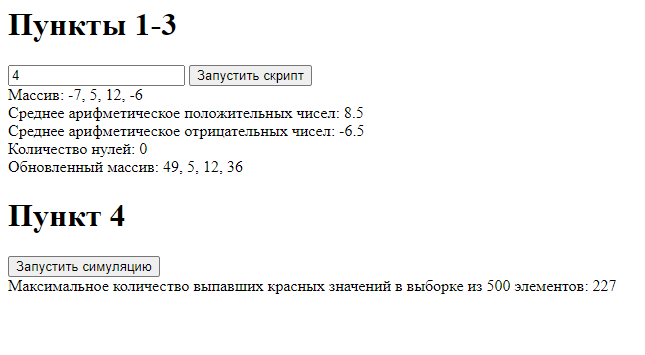 Пункты 1-3
4 Запустить скрипт
Массив: -7, 5, 12, -6
Среднее арифметическое положительных чисел: 8.5
Среднее арифметическое отрицательных чисел: -6.5
Количество нулей: 0
Обновленный массив: 49, 5, 12, 36
Пункт 4
Запустить симуляцию
Максимальное количество выпавших красных значений в выборке из 500 элементов: 227